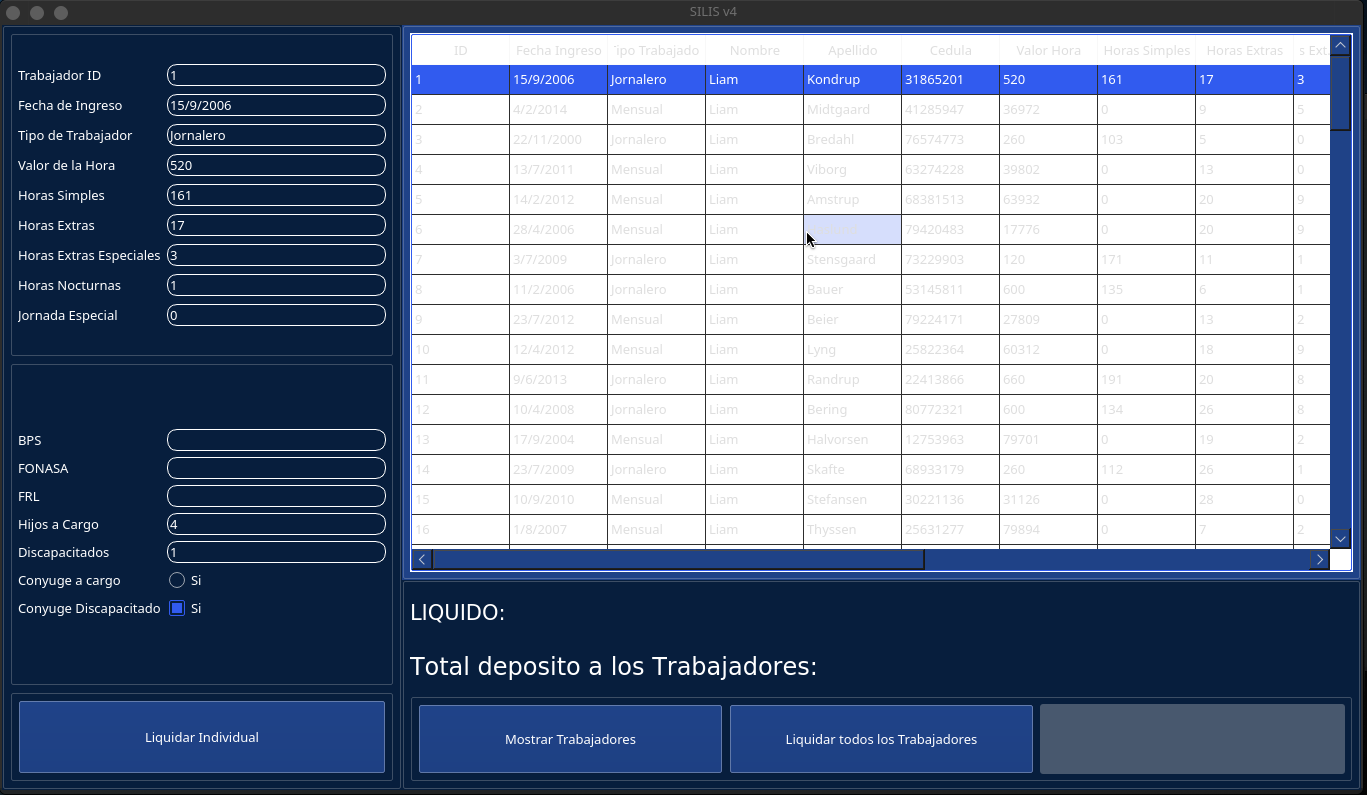 SILIS v4
Trabajador ID 1
Fecha de Ingreso 15/9/2006
Tipo de Trabajador Jornalero
Valor de la Hora 520
Horas Simples 161
Horas Extras 17
Horas Extras Especiales 3
Horas Nocturnas 1
Jornada Especial 0
BPS
FONASA
FRL
Hijos a Cargo 4
Discapacitados 1
Conyuge a cargo Si
Conyuge Discapacitado Si
Liquidar Individual
ID Fecha Ingreso ipo Trabajado Nombre Apellido Cedula Valor Hora Horas Simples Horas Extras s Ext
1 15/9/2006 Jornalero Liam Kondrup 31865201 520 161 17 3
2 4/2/2014 Mensual Liam Midtgaard 41285947 36972 0 9 5
3 22/11/2000 Jornalero Liam Bredahl 76574773 260 103 5 0
4 13/7/2011 Mensual Liam Viborg 63274228 39802 0 13 0
5 14/2/2012 Mensual Liam Amstrup 68381513 63932 0 20 9
6 28/4/2006 Mensual Liam 79420483 17776 0 20 9
7 3/7/2009 Jornalero Liam Stensgaard 73229903 120 171 11 1
8 11/2/2006 Jornalero Liam Bauer 53145811 600 135 6 1
9 23/7/2012 Mensual Liam Beier 79224171 27809 0 13 2
10 12/4/2012 Mensual Liam Lyng 25822364 60312 0 18 9
11 9/6/2013 Jornalero Liam Randrup 22413866 660 191 20 8
12 10/4/2008 Jornalero Liam Bering 80772321 600 134 26 8
13 17/9/2004 Mensual Liam Halvorsen 12753963 79701 0 19 2
14 23/7/2009 Jornalero Liam Skafte 68933179 260 112 26 1
15 10/9/2010 Mensual Liam Stefansen 30221136 31126 0 28 0
16 1/8/2007 Mensual Liam Thyssen 25631277 79894 0 7 2
LIQUIDO:
Total deposito a los Trabajadores:
Mostrar Trabajadores
Liquidar todos los Trabajadores